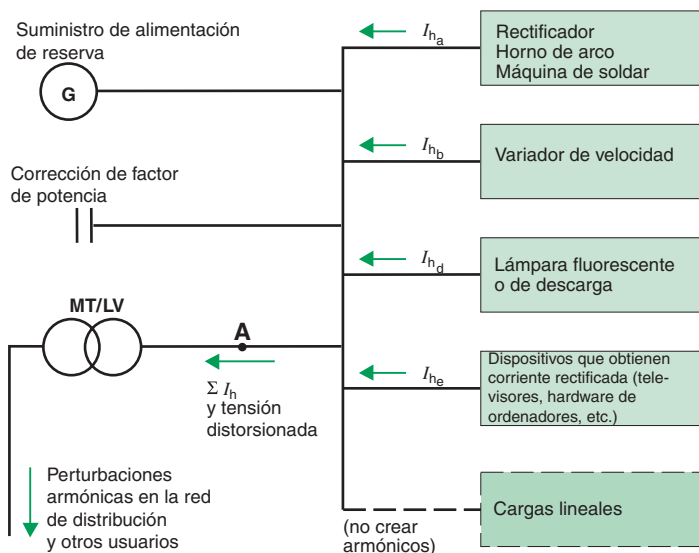 Suministro de alimentación
de reserva
G
Corrección de factor
de potencia
MT/LV
A
Σ Ih
y tensión
distorsionada
Perturbaciones
armónicas en la red
de distribución
y otros usuarios
Iha
Rectificador
Horno de arco
Máquina de soldar
Ihb
Variador de velocidad
Ihd
Lámpara fluorescente
o de descarga
Ihe
Dispositivos que obtienen
corriente rectificada (tele-
visores, hardware de
ordenadores, etc.)
Cargas lineales
(no crear
armónicos)